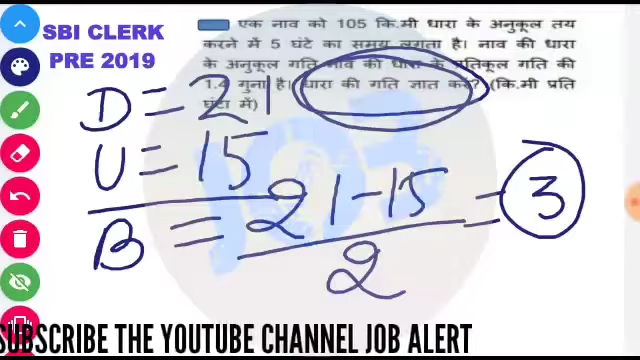 SBI CLERK
PRE 2019
एक नाव को 105 कि.मी धारा के अनुकूल तय
करने में 5 घंटे का समय लगता है। नाव की धारा
के अनुकूल गति नाव की धारा के प्रतिकूल गति की
1.4 गुना है। धारा की गति ज्ञात करे? (कि.मी प्रति
घंटा में)
D = 21
U = 15
B = 21-15 = 3
2
SUBSCRIBE THE YOUTUBE CHANNEL JOB ALERT